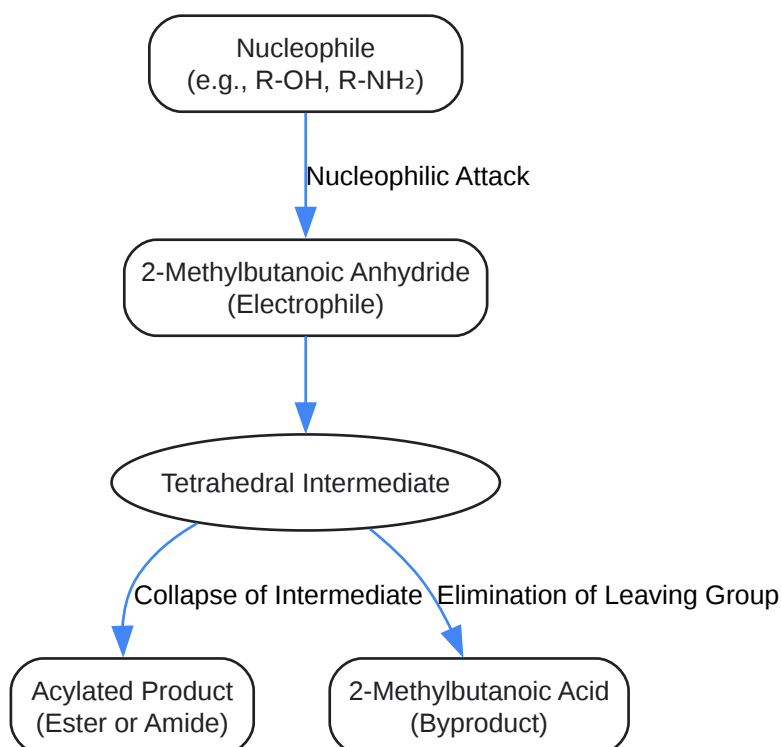 Nucleophile
(e.g., R-OH, R-NH₂)
Nucleophilic Attack
2-Methylbutanoic Anhydride
(Electrophile)
Tetrahedral Intermediate
Collapse of Intermediate
Elimination of Leaving Group
Acylated Product
(Ester or Amide)
2-Methylbutanoic Acid
(Byproduct)